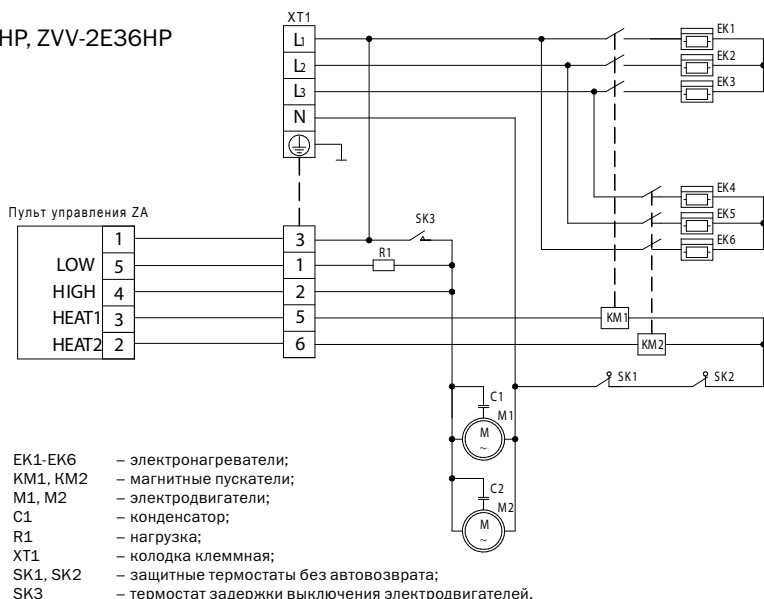 HP, ZVV-2E36HP
XT1
L1
L2
L3
N
EK1
EK2
EK3
EK4
EK5
EK6
Пульт управления ZA
1
LOW 5
HIGH 4
HEAT1 3
HEAT2 2
3
1
2
5
6
SK3
R1
KM1
KM2
SK1
SK2
C1
M1
M
~
C2
M2
M
~
EK1-EK6 – электронагреватели;
KM1, КМ2 – магнитные пускатели;
M1, M2 – электродвигатели;
C1 – конденсатор;
R1 – нагрузка;
XT1 – колодка клеммная;
SK1, SK2 – защитные термостаты без автовозврата;
SK3 – термостат задержки выключения электродвигателей.